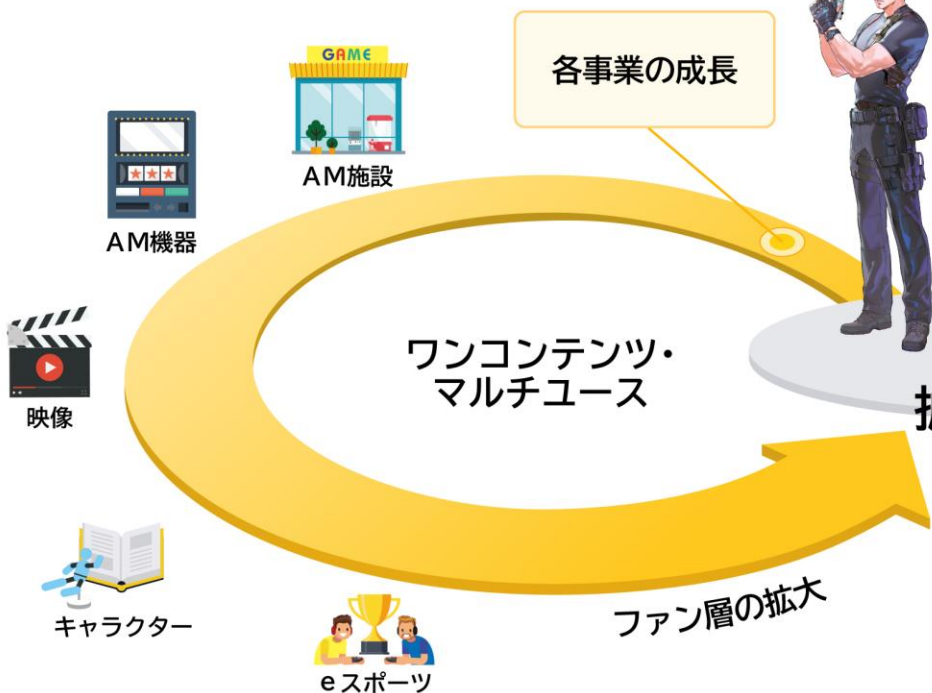 GAME
各事業の成長
AM施設
AM機器
ワンコンテンツ・
マルチユース
映像
キャラクター
eスポーツ
ファン層の拡大